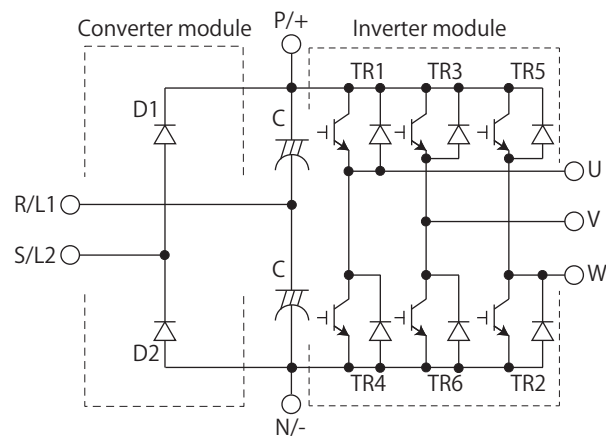 Converter module
P/+
Inverter module
TR1
TR3
TR5
D1
C
U
R/L1
V
S/L2
W
C
D2
TR4
TR6
TR2
N/-